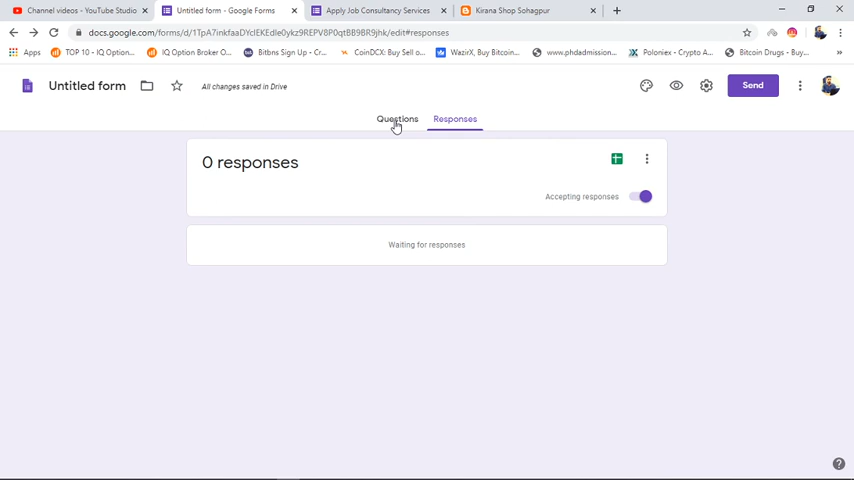 Channel videos - YouTube Studio
Untitled form - Google Forms
Apply Job Consultancy Services
Kirana Shop Sohagpur
docs.google.com/forms/d/1TpA7inkfaaDYcIEKEdle0ykz9REPV8P0qtBB9BR9jhk/edit#responses
Apps
TOP 10 - IQ Option...
IQ Option Broker O...
Bitbns Sign Up - Cr...
CoinDCX: Buy Sell o...
WazirX, Buy Bitcoin...
www.phdadmission...
Poloniex - Crypto A...
Bitcoin Drugs - Buy...
Untitled form
All changes saved in Drive
Send
Questions
Responses
0 responses
Accepting responses
Waiting for responses